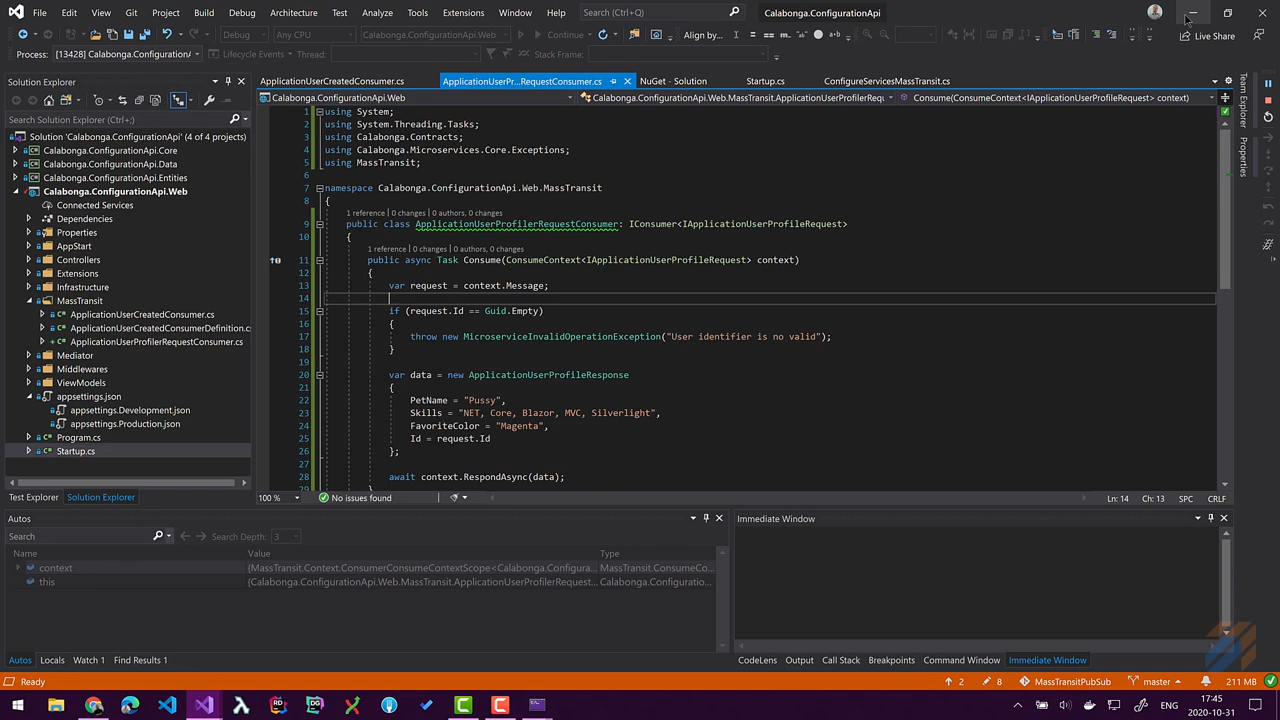 File Edit View Git Project Build Debug Architecture Test Analyze Tools Extensions Window Help Search (Ctrl+Q) Calabonga.ConfigurationApi
Debug Any CPU Calabonga.ConfigurationApi.Web Continue Align by... Live Share
Process: [13428] Calabonga.Configuration Lifecycle Events Thread: Stack Frame:
Solution Explorer
ApplicationUserCreatedConsumer.cs ApplicationUserPr...RequestConsumer.cs NuGet - Solution Startup.cs ConfigureServicesMassTransit.cs
Calabonga.ConfigurationApi.Web Calabonga.ConfigurationApi.Web.MassTransit.ApplicationUserProfilerRequ Consume(ConsumeContext<IApplicationUserProfileRequest> context)
Search Solution Explorer (Ctrl+;)
Solution 'Calabonga.ConfigurationApi' (4 of 4 projects)
Calabonga.ConfigurationApi.Core
Calabonga.ConfigurationApi.Data
Calabonga.ConfigurationApi.Entities
Calabonga.ConfigurationApi.Web
Connected Services
Dependencies
Properties
AppStart
Controllers
Extensions
Infrastructure
MassTransit
ApplicationUserCreatedConsumer.cs
ApplicationUserCreatedConsumerDefinition.cs
ApplicationUserProfilerRequestConsumer.cs
Mediator
Middlewares
ViewModels
appsettings.json
appsettings.Development.json
appsettings.Production.json
Program.cs
Startup.cs
Test Explorer Solution Explorer
1 using System;
2 using System.Threading.Tasks;
3 using Calabonga.Contracts;
4 using Calabonga.Microservices.Core.Exceptions;
5 using MassTransit;
6
7 namespace Calabonga.ConfigurationApi.Web.MassTransit
8 {
1 reference | 0 changes | 0 authors, 0 changes
9 public class ApplicationUserProfilerRequestConsumer: IConsumer<IApplicationUserProfileRequest>
10 {
1 reference | 0 changes | 0 authors, 0 changes
11 public async Task Consume(ConsumeContext<IApplicationUserProfileRequest> context)
12 {
13 var request = context.Message;
14
15 if (request.Id == Guid.Empty)
16 {
17 throw new MicroserviceInvalidOperationException("User identifier is no valid");
18 }
19
20 var data = new ApplicationUserProfileResponse
21 {
22 PetName = "Pussy",
23 Skills = "NET, Core, Blazor, MVC, Silverlight",
24 FavoriteColor = "Magenta",
25 Id = request.Id
26 };
27
28 await context.RespondAsync(data);
29 }
Team Explorer
Properties
100 % No issues found Ln: 14 Ch: 13 SPC CRLF
Autos
Search Search Depth: 3
Name Value Type
context {MassTransit.Context.ConsumerConsumeContextScope<Calabonga.Configura... MassTransit.ConsumeCo...
this {Calabonga.ConfigurationApi.Web.MassTransit.ApplicationUserProfilerReques... Calabonga.Configuratio...
Autos Locals Watch 1 Find Results 1
Immediate Window
CodeLens Output Call Stack Breakpoints Command Window Immediate Window
Ready 2 8 MassTransitPubSub master 211 MB
ENG 17:45
2020-10-31